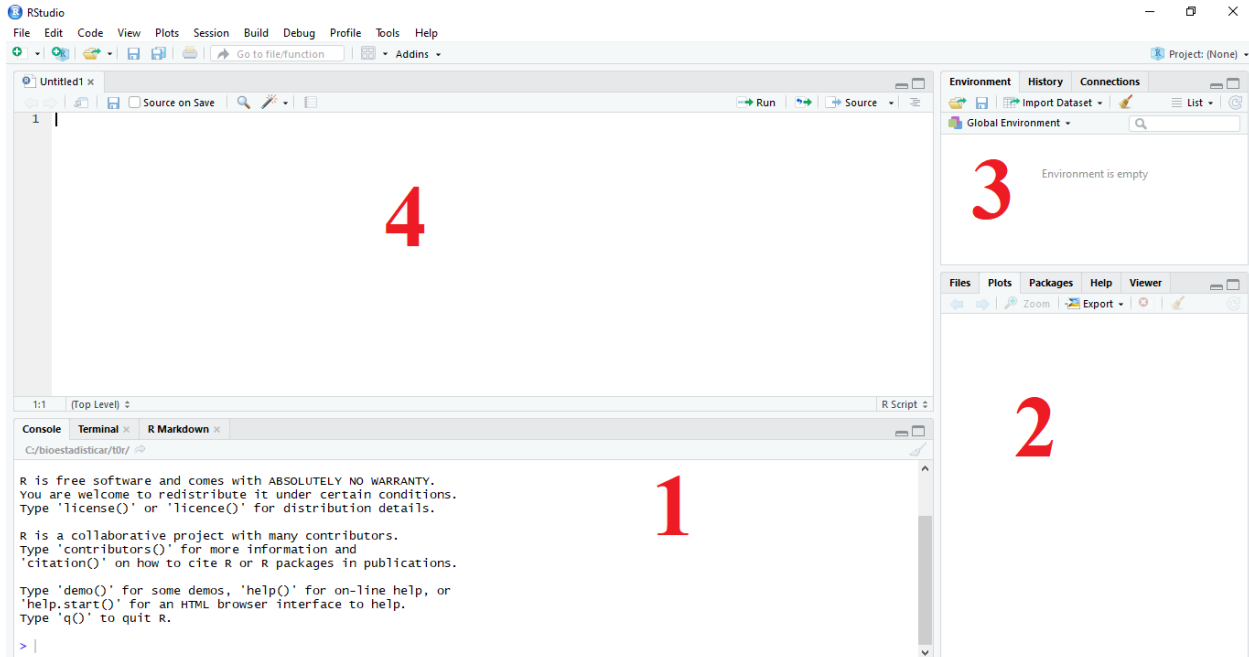 RStudio
File Edit Code View Plots Session Build Debug Profile Tools Help
Go to file/function Addins Project: (None)
Untitled1
Source on Save Run Source
1
4
1:1 (Top Level) R Script
Console Terminal R Markdown
C:/bioestadisticar/t0r/
R is free software and comes with ABSOLUTELY NO WARRANTY.
You are welcome to redistribute it under certain conditions.
Type 'license()' or 'licence()' for distribution details.
R is a collaborative project with many contributors.
Type 'contributors()' for more information and
'citation()' on how to cite R or R packages in publications.
Type 'demo()' for some demos, 'help()' for on-line help, or
'help.start()' for an HTML browser interface to help.
Type 'q()' to quit R.
>
1
Environment History Connections
Import Dataset List
Global Environment
Environment is empty
3
Files Plots Packages Help Viewer
Zoom Export
2